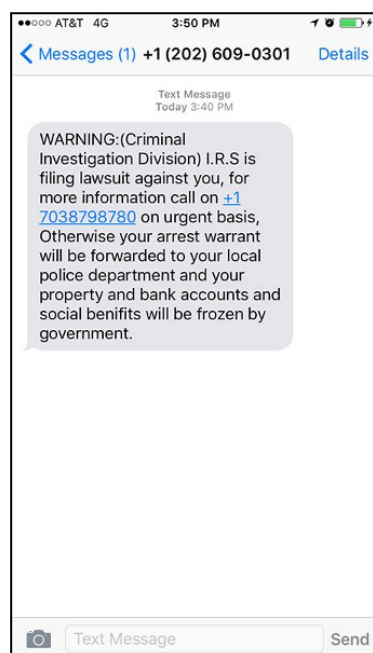 AT&T 4G 3:50 PM
Messages (1) +1 (202) 609-0301 Details
Text Message
Today 3:40 PM
WARNING:(Criminal
Investigation Division) I.R.S is
filing lawsuit against you, for
more information call on +1
7038798780 on urgent basis,
Otherwise your arrest warrant
will be forwarded to your local
police department and your
property and bank accounts and
social benifits will be frozen by
government.
Text Message Send